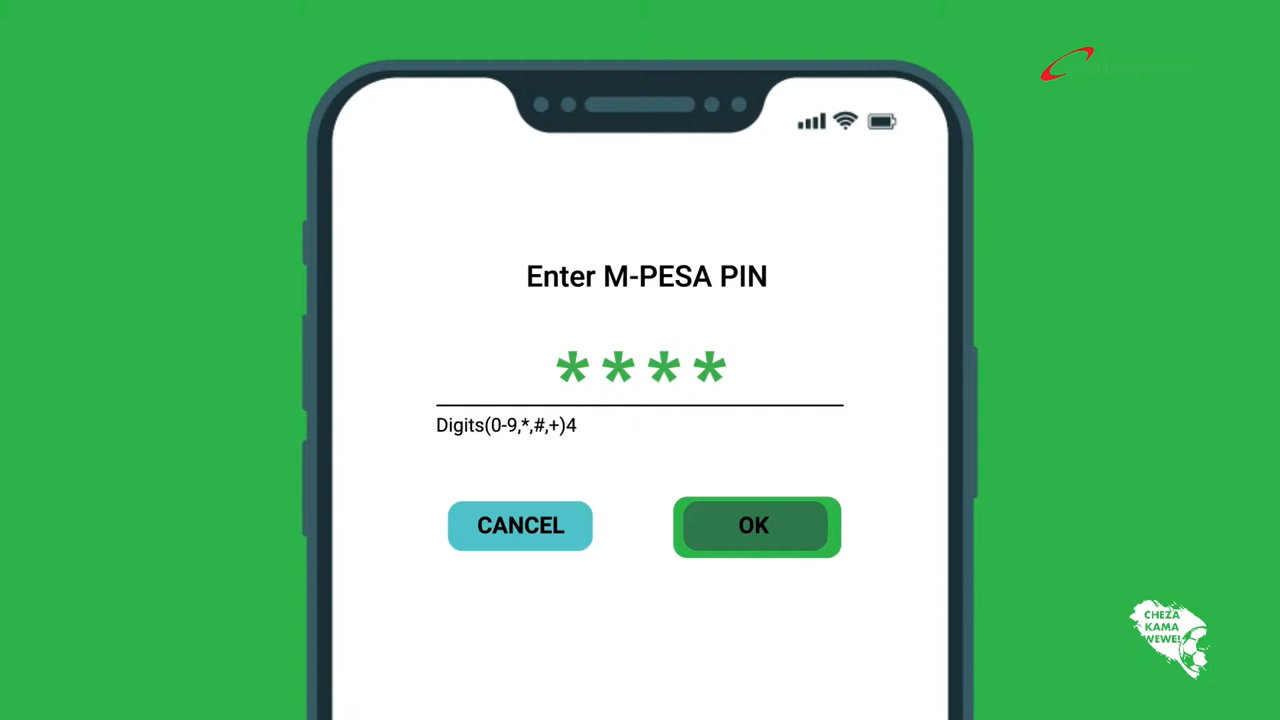 Enter M-PESA PIN
****
Digits(0-9,*,#,+)4
CANCEL
OK
CHEZA
KAMA
WEWE!